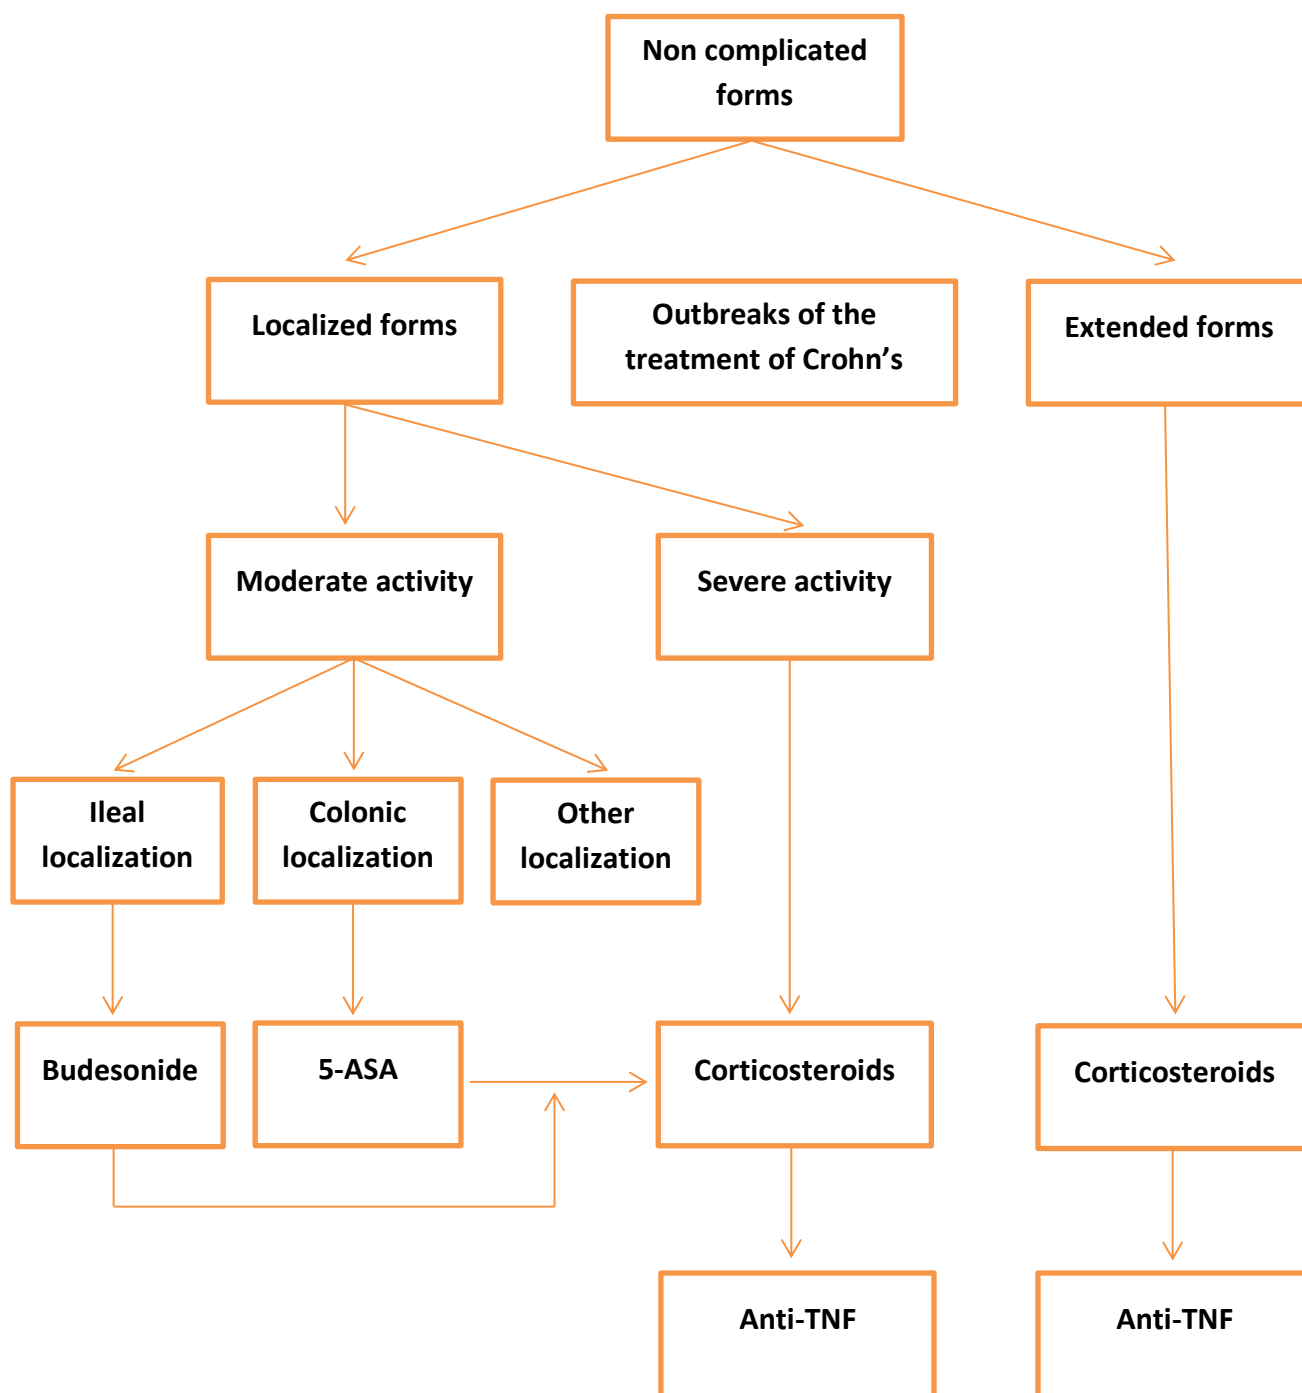 Non complicated
forms
Localized forms
Outbreaks of the
treatment of Crohn’s
Extended forms
Moderate activity
Severe activity
Ileal
localization
Colonic
localization
Other
localization
Budesonide
5-ASA
Corticosteroids
Corticosteroids
Anti-TNF
Anti-TNF